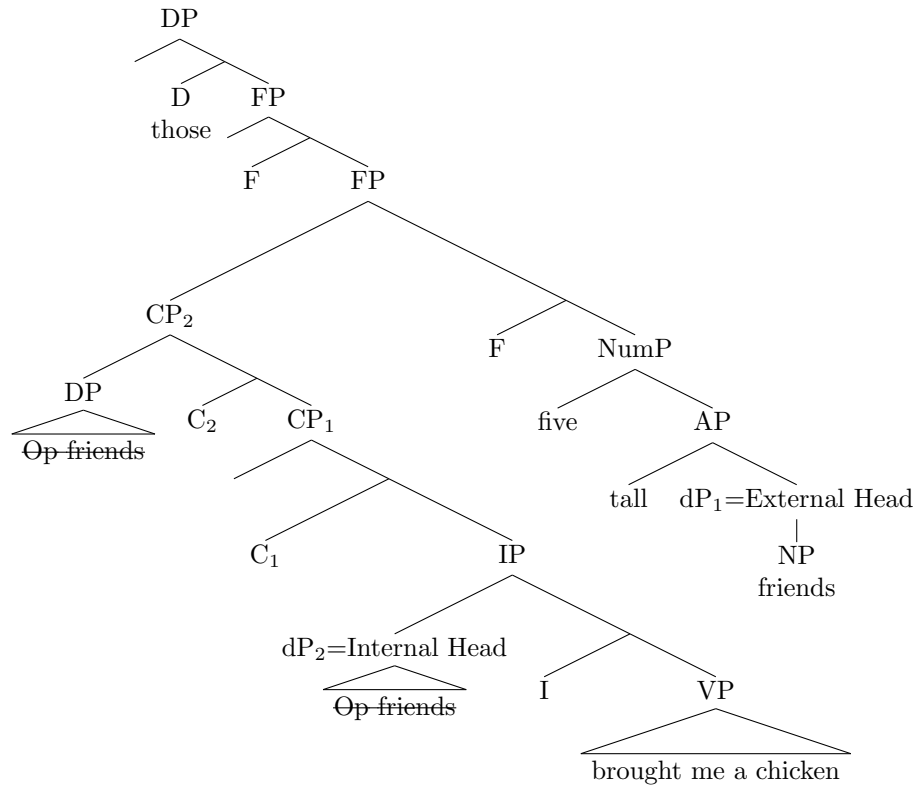 DP
D FP
those
F FP
CP₂
F NumP
DP
C₂ CP₁ five AP
Op friends
tall dP₁=External Head
C₁ IP NP
friends
dP₂=Internal Head
I VP
Op friends
brought me a chicken